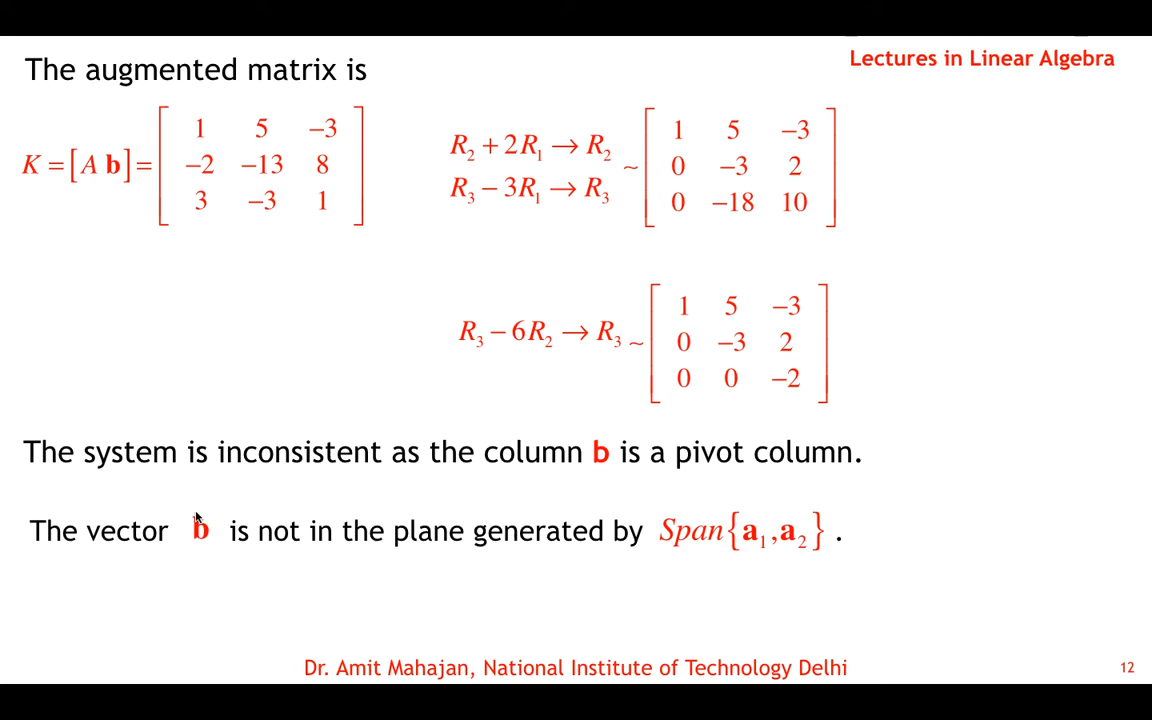 Lectures in Linear Algebra
The augmented matrix is
K = [A b] = [ 1 5 −3
−2 −13 8
3 −3 1 ]
R₂ + 2R₁ → R₂
R₃ − 3R₁ → R₃
~ [ 1 5 −3
0 −3 2
0 −18 10 ]
R₃ − 6R₂ → R₃ ~ [ 1 5 −3
0 −3 2
0 0 −2 ]
The system is inconsistent as the column b is a pivot column.
The vector b is not in the plane generated by Span{a₁,a₂} .
Dr. Amit Mahajan, National Institute of Technology Delhi
12